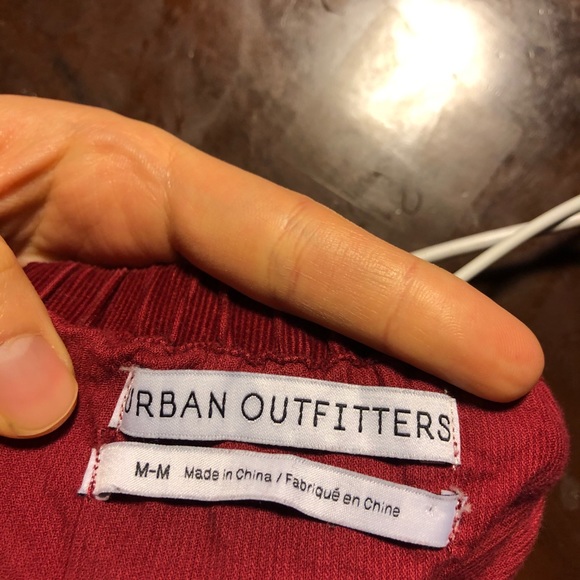 URBAN OUTFITTERS
M-M Made in China / Fabriqué en Chine